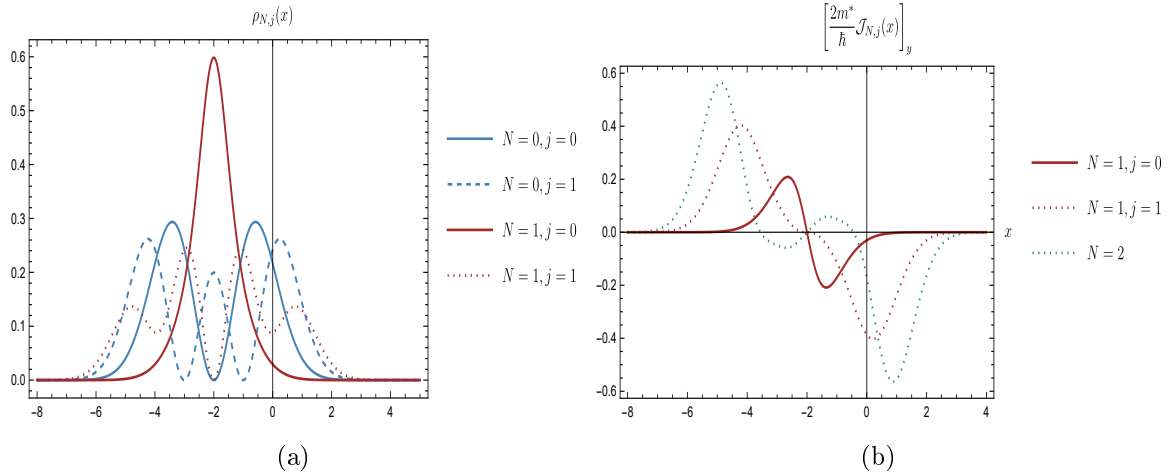 ρ_{N,j}(x)
0.6
0.5
0.4
0.3
0.2
0.1
0.0
-8 -6 -4 -2 0 2 4
N = 0, j = 0
N = 0, j = 1
N = 1, j = 0
N = 1, j = 1
(a)
[2m*/ħ 𝒥_{N,j}(x)]_y
0.6
0.4
0.2
0.0
-0.2
-0.4
-0.6
-8 -6 -4 -2 0 2 4
x
N = 1, j = 0
N = 1, j = 1
N = 2
(b)